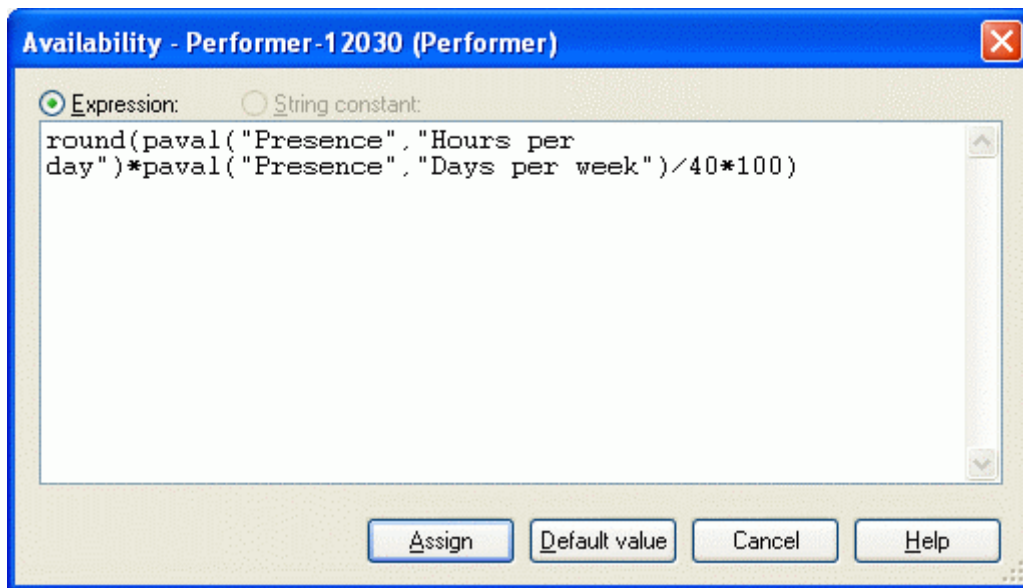 Availability - Performer-12030 (Performer)
Expression: String constant:
round(paval("Presence","Hours per
day")*paval("Presence","Days per week")/40*100)
Assign Default value Cancel Help